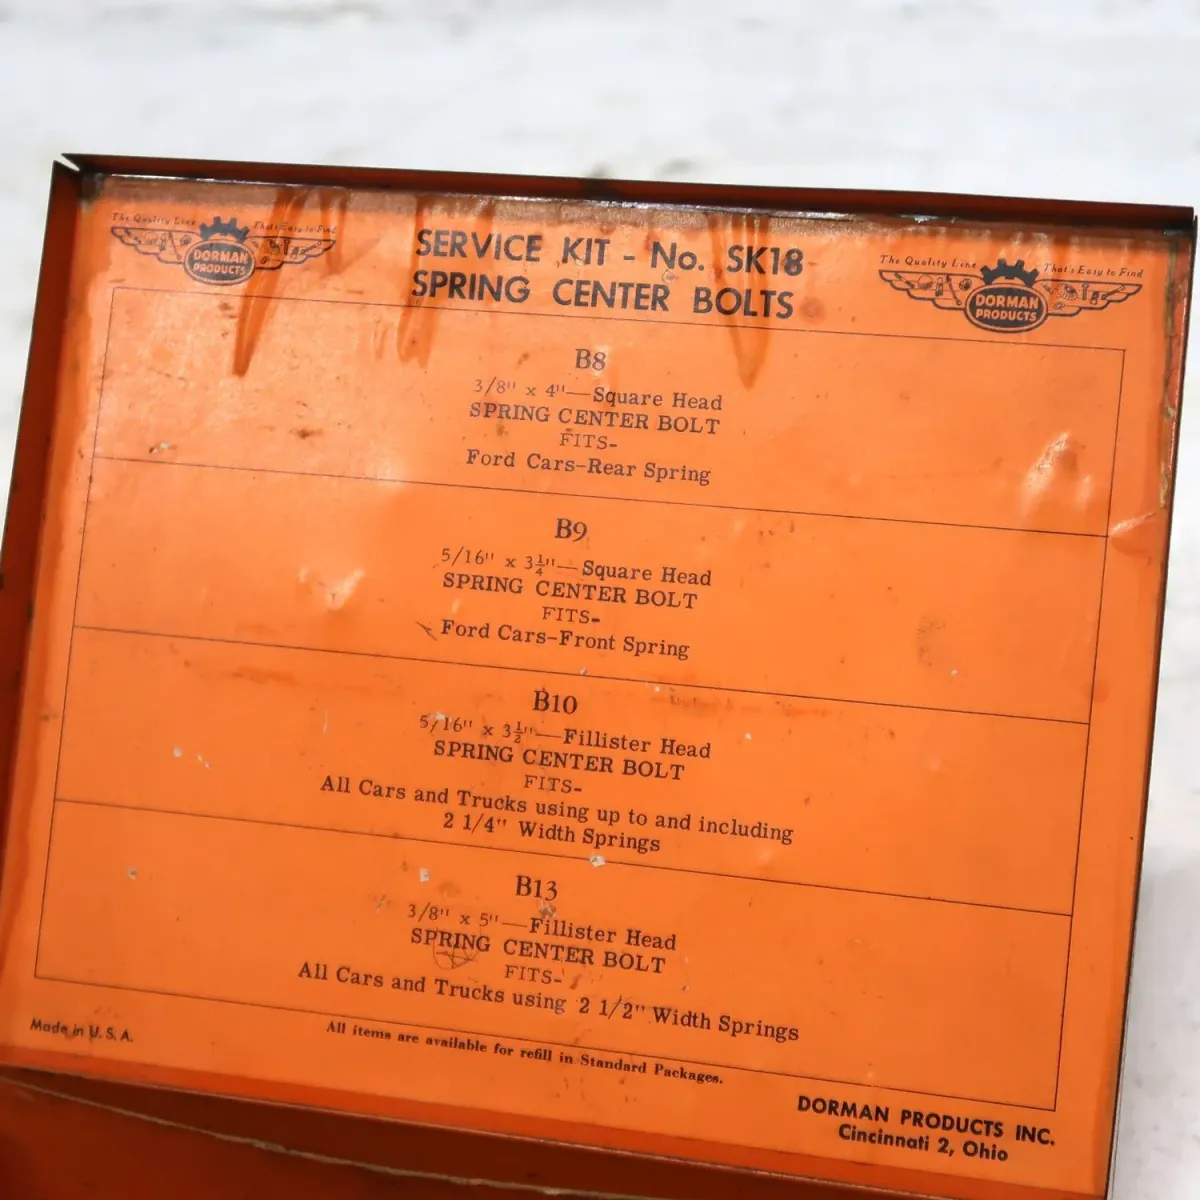 The Quality Line That's Easy to Find
DORMAN
PRODUCTS
SERVICE KIT - No. SK18
SPRING CENTER BOLTS
The Quality Line That's Easy to Find
DORMAN
PRODUCTS
B8
3/8" x 4"—Square Head
SPRING CENTER BOLT
FITS-
Ford Cars-Rear Spring
B9
5/16" x 3¼"—Square Head
SPRING CENTER BOLT
FITS-
Ford Cars-Front Spring
B10
5/16" x 3½"—Fillister Head
SPRING CENTER BOLT
FITS-
All Cars and Trucks using up to and including
2 1/4" Width Springs
B13
3/8" x 5"—Fillister Head
SPRING CENTER BOLT
FITS-
All Cars and Trucks using 2 1/2" Width Springs
Made in U. S. A.
All items are available for refill in Standard Packages.
DORMAN PRODUCTS INC.
Cincinnati 2, Ohio